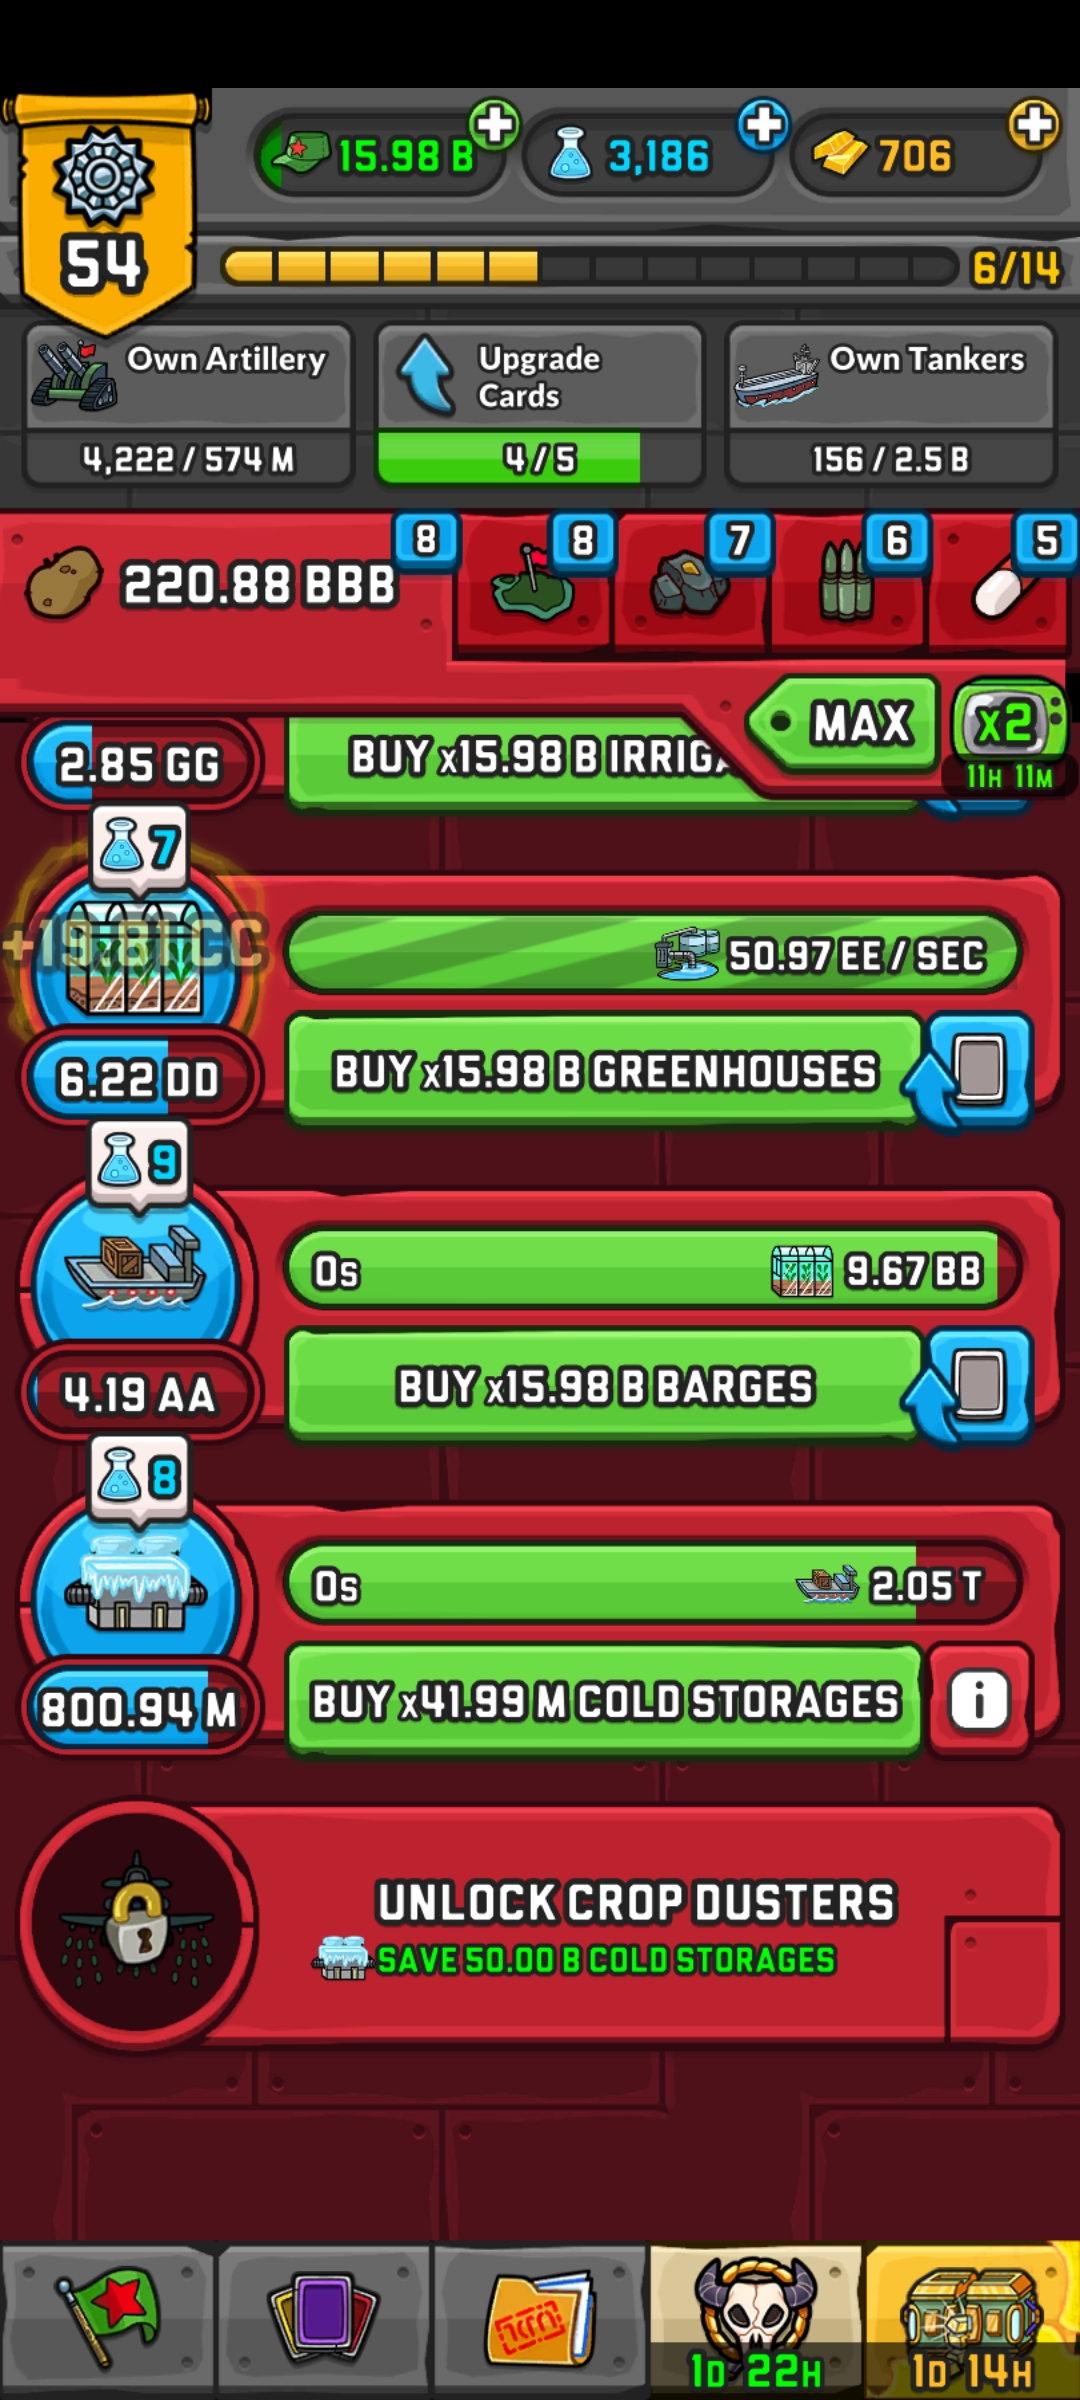 54
15.98 B
3,186
706
6/14
Own Artillery
4,222 / 574 M
Upgrade
Cards
4 / 5
Own Tankers
156 / 2.5 B
220.88 BBB
8
8
7
6
5
MAX
x2
11H 11M
2.85 GG
BUY x15.98 B IRRIGA
7
+19.81 CC
50.97 EE / SEC
6.22 DD
BUY x15.98 B GREENHOUSES
9
0s
9.67 BB
4.19 AA
BUY x15.98 B BARGES
8
0s
2.05 T
800.94 M
BUY x41.99 M COLD STORAGES
i
UNLOCK CROP DUSTERS
SAVE 50.00 B COLD STORAGES
1D 22H
1D 14H